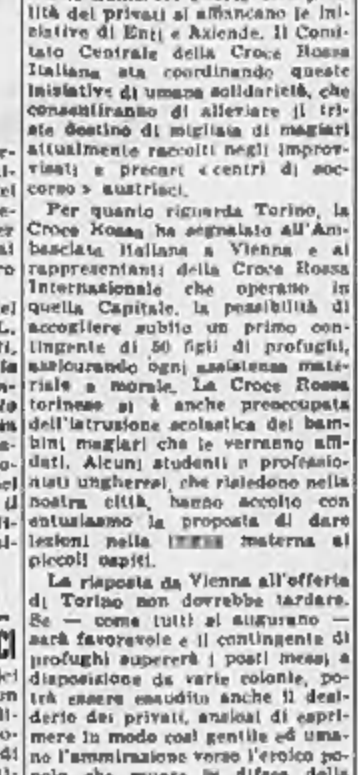 lità dei privati si affiancano le ini-
ziative di Enti e Aziende. Il Comi-
tato Centrale della Croce Rossa
Italiana sta coordinando queste
iniziative di umana solidarietà, che
consentiranno di alleviare il tri-
ste destino di migliaia di magiari
attualmente raccolti negli improv-
visati e precari « centri di soc-
corso » austriaci.
Per quanto riguarda Torino, la
Croce Rossa ha segnalato all'Am-
basciata Italiana a Vienna e ai
rappresentanti della Croce Rossa
Internazionale che operano in
quella Capitale, la possibilità di
accogliere subito un primo con-
tingente di 50 figli di profughi,
assicurando ogni assistenza mate-
riale e morale. La Croce Rossa
torinese si è anche preoccupata
dell'istruzione scolastica dei bam-
bini magiari che le verranno affi-
dati. Alcuni studenti e professio-
nisti ungheresi, che risiedono nella
nostra città, hanno accolto con
entusiasmo la proposta di dare
lezioni nella materna ai
piccoli ospiti.
La risposta da Vienna all'offerta
di Torino non dovrebbe tardare.
Se — come tutti si augurano —
sarà favorevole e il contingente di
profughi supererà i posti messi a
disposizione da varie colonie, po-
trà essere esaudito anche il desi-
derio dei privati, ansiosi di espri-
mere in modo così gentile ed uma-
no l'ammirazione verso l'eroico po-
polo che muore in difesa della